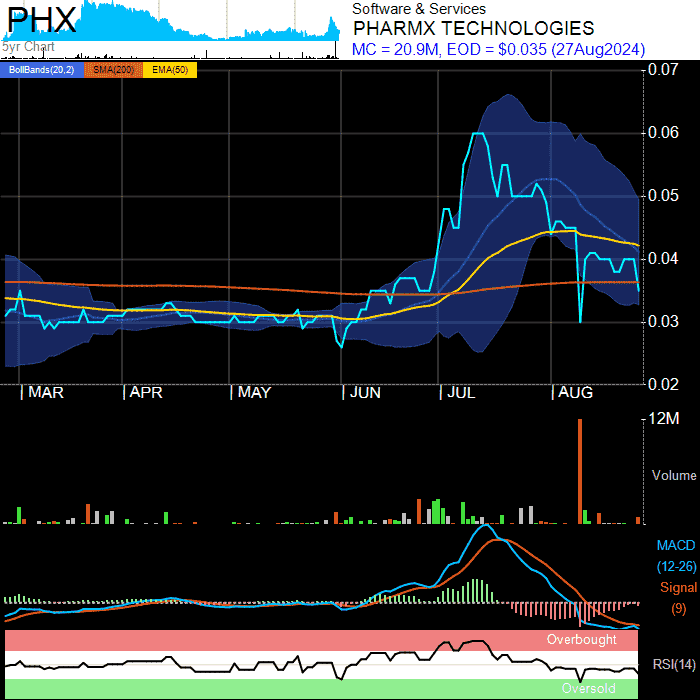 PHX
5yr Chart
Software & Services
PHARMX TECHNOLOGIES
MC = 20.9M, EOD = $0.035 (27Aug2024)
BollBands(20,2) SMA(200) EMA(50)
0.07
0.06
0.05
0.04
0.03
0.02
MAR APR MAY JUN JUL AUG
12M
Volume
MACD
(12-26)
Signal
(9)
Overbought
RSI(14)
Oversold